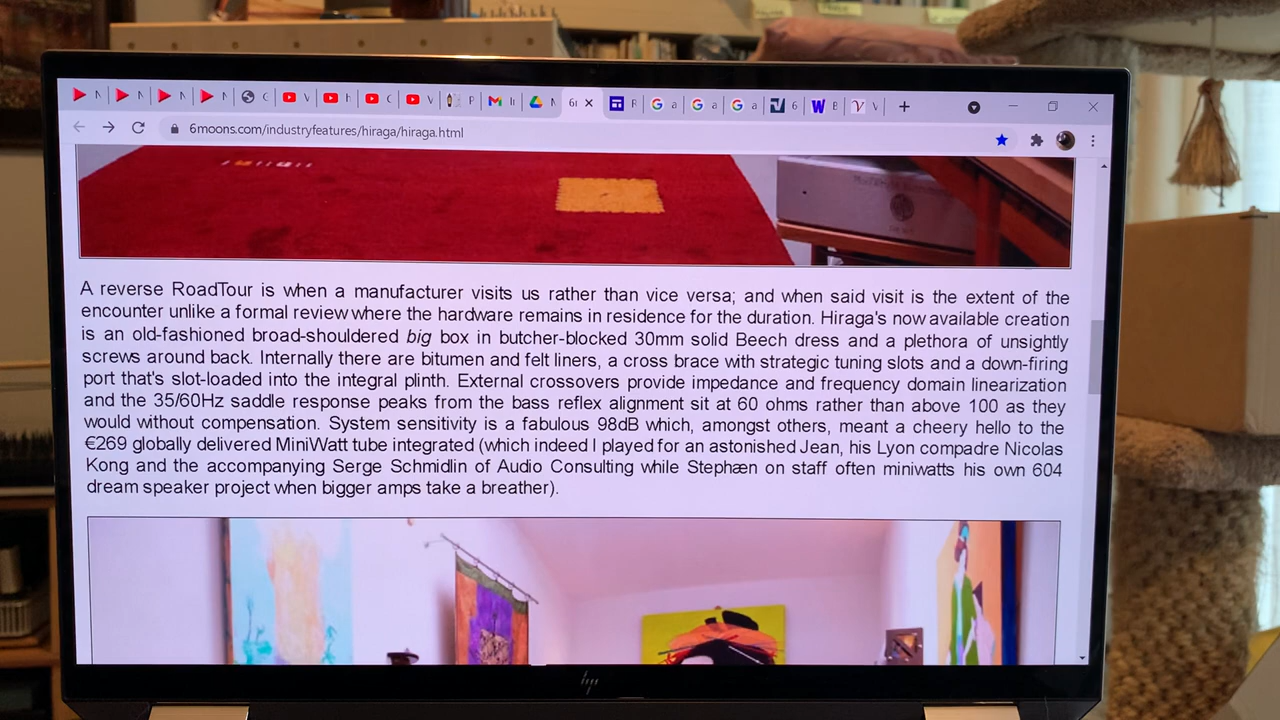 6moons.com/industryfeatures/hiraga/hiraga.html
A reverse RoadTour is when a manufacturer visits us rather than vice versa; and when said visit is the extent of the
encounter unlike a formal review where the hardware remains in residence for the duration. Hiraga's now available creation
is an old-fashioned broad-shouldered big box in butcher-blocked 30mm solid Beech dress and a plethora of unsightly
screws around back. Internally there are bitumen and felt liners, a cross brace with strategic tuning slots and a down-firing
port that's slot-loaded into the integral plinth. External crossovers provide impedance and frequency domain linearization
and the 35/60Hz saddle response peaks from the bass reflex alignment sit at 60 ohms rather than above 100 as they
would without compensation. System sensitivity is a fabulous 98dB which, amongst others, meant a cheery hello to the
€269 globally delivered MiniWatt tube integrated (which indeed I played for an astonished Jean, his Lyon compadre Nicolas
Kong and the accompanying Serge Schmidlin of Audio Consulting while Stephæn on staff often miniwatts his own 604
dream speaker project when bigger amps take a breather).
hp